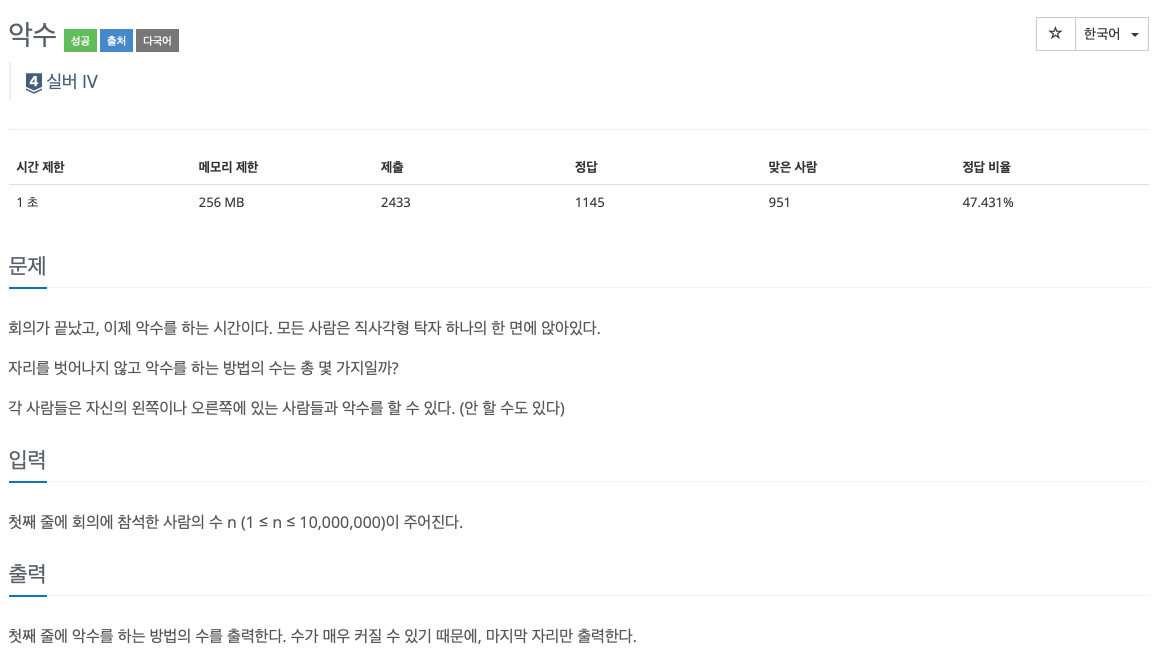 악수 성공 출처 다국어
☆ 한국어
4 실버 IV
시간 제한 메모리 제한 제출 정답 맞은 사람 정답 비율
1 초 256 MB 2433 1145 951 47.431%
문제
회의가 끝났고, 이제 악수를 하는 시간이다. 모든 사람은 직사각형 탁자 하나의 한 면에 앉아있다.
자리를 벗어나지 않고 악수를 하는 방법의 수는 총 몇 가지일까?
각 사람들은 자신의 왼쪽이나 오른쪽에 있는 사람들과 악수를 할 수 있다. (안 할 수도 있다)
입력
첫째 줄에 회의에 참석한 사람의 수 n (1 ≤ n ≤ 10,000,000)이 주어진다.
출력
첫째 줄에 악수를 하는 방법의 수를 출력한다. 수가 매우 커질 수 있기 때문에, 마지막 자리만 출력한다.